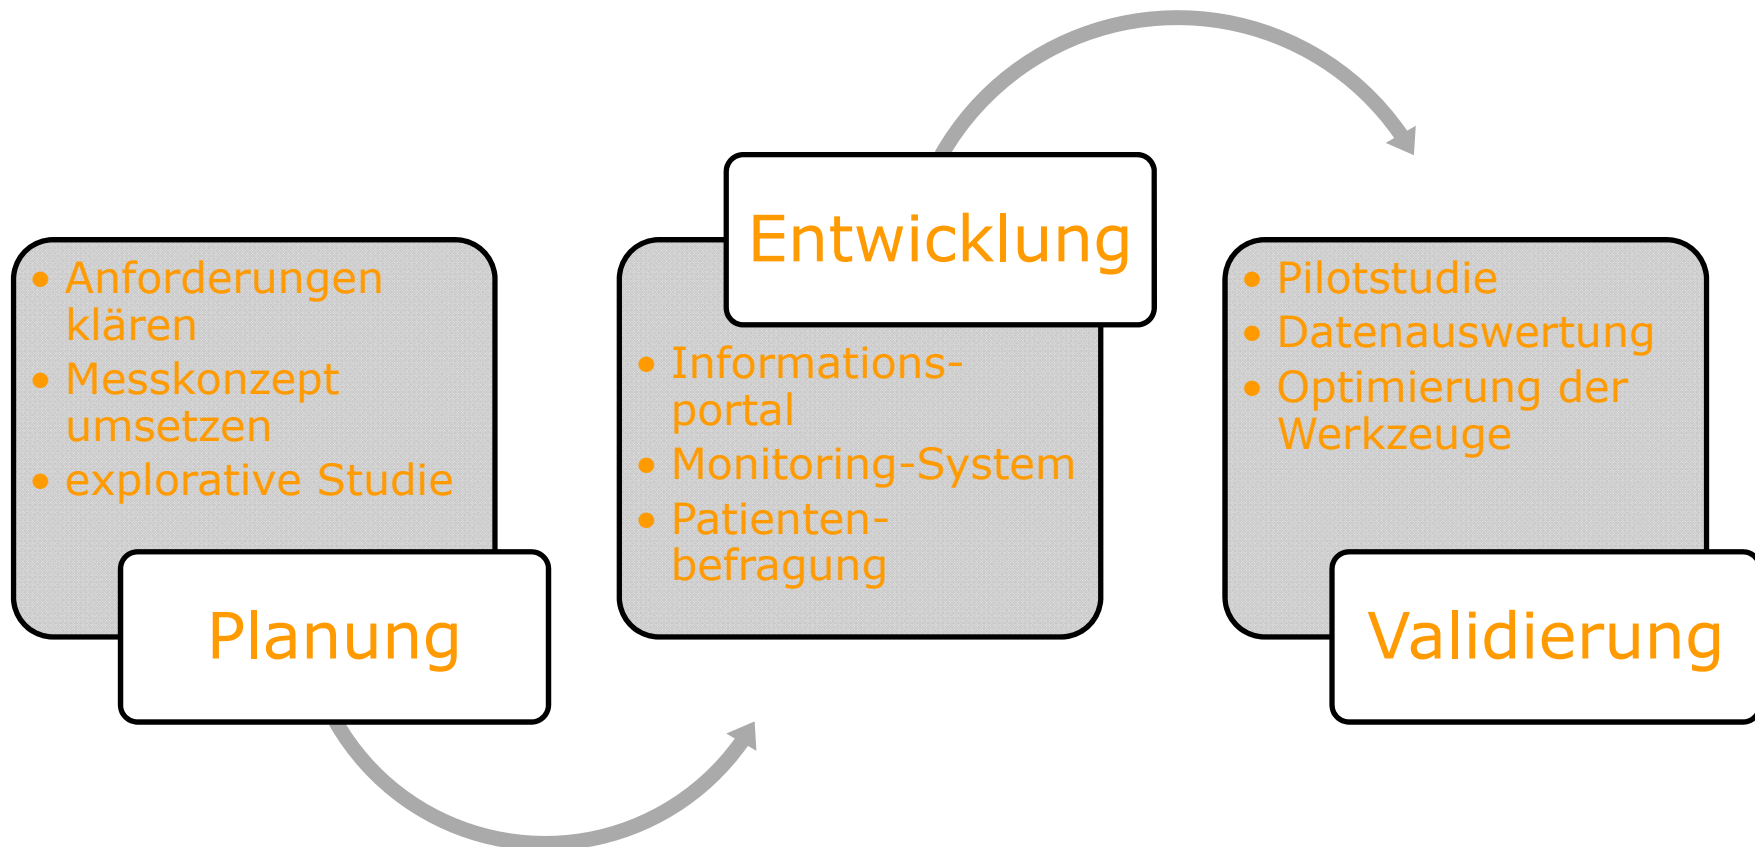 • Anforderungen
klären
• Messkonzept
umsetzen
• explorative Studie
Planung
Entwicklung
• Informations-
portal
• Monitoring-System
• Patienten-
befragung
• Pilotstudie
• Datenauswertung
• Optimierung der
Werkzeuge
Validierung